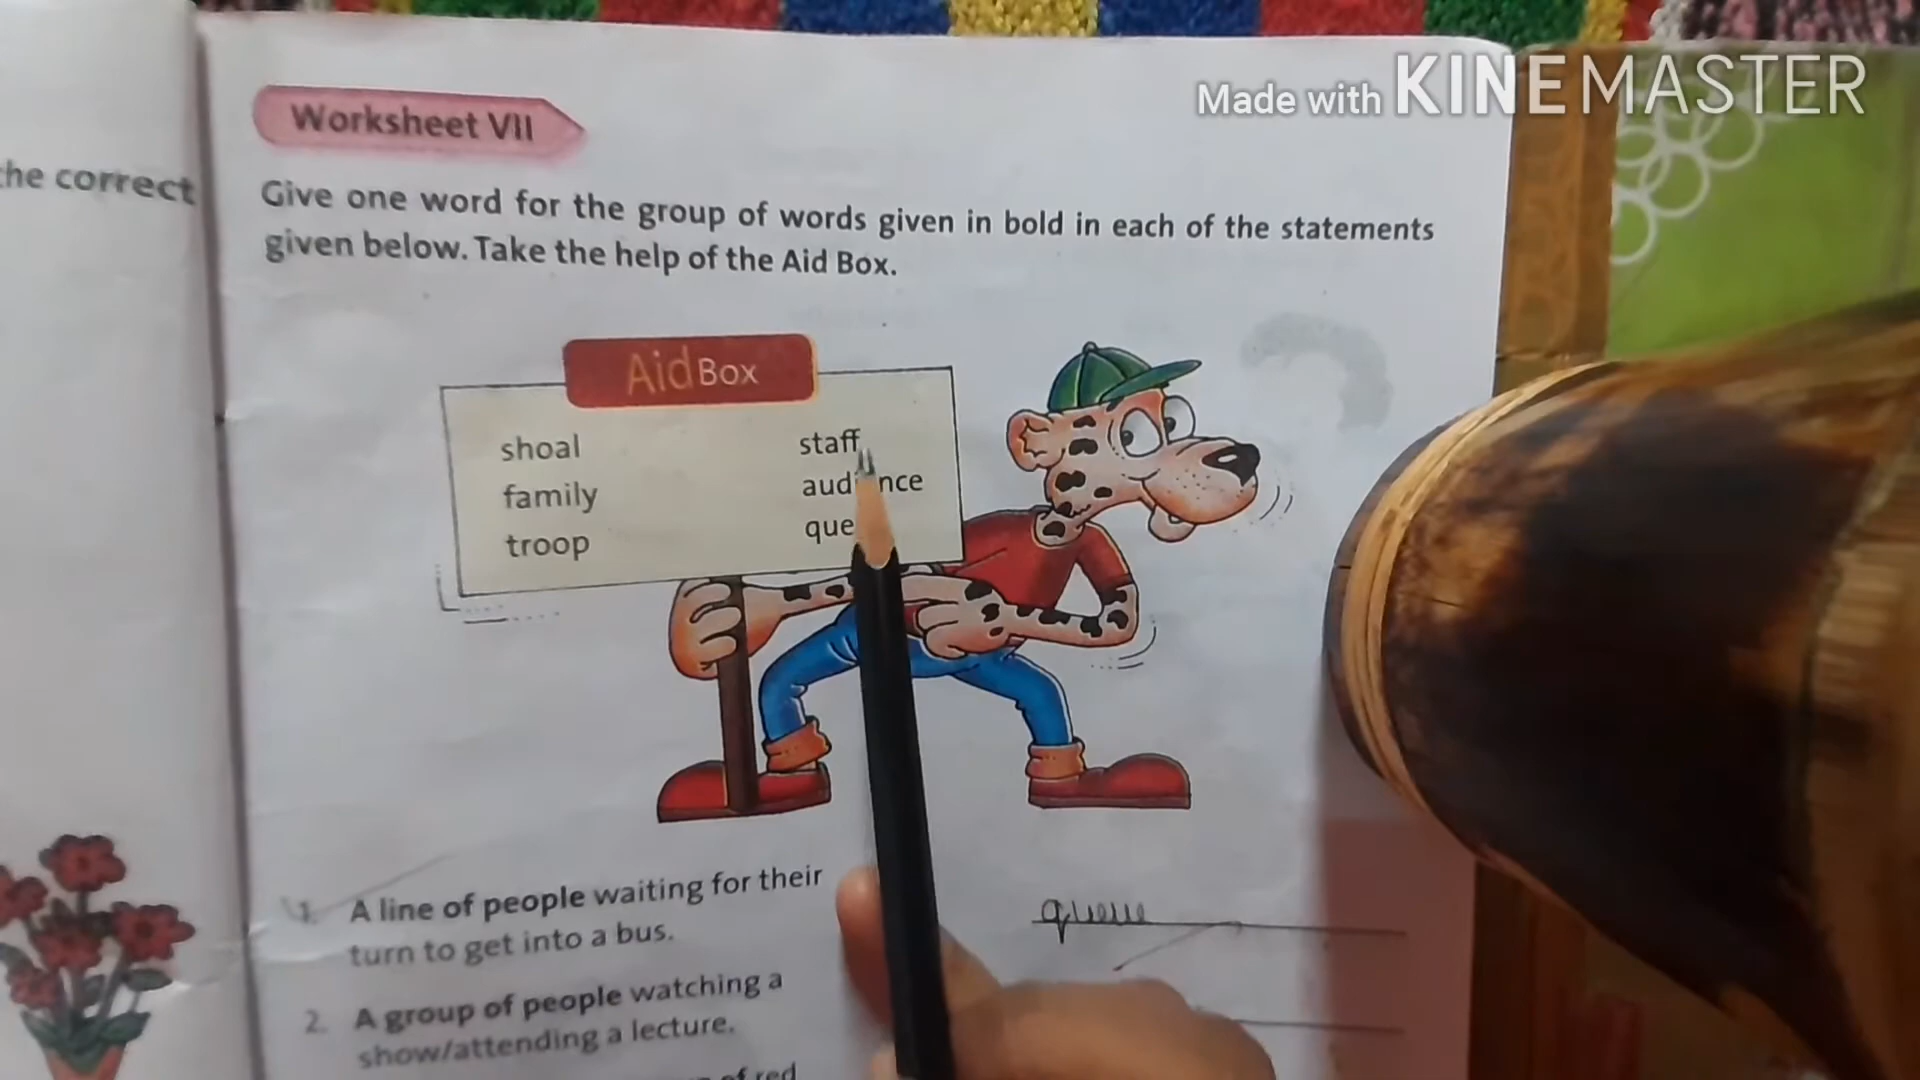 Made with KINEMASTER
Worksheet VII
he correct
Give one word for the group of words given in bold in each of the statements
given below. Take the help of the Aid Box.
Aid Box
shoal
family
troop
staff
que
1. A line of people waiting for their
turn to get into a bus.
queue
2. A group of people watching a
show/attending a lecture.
of red